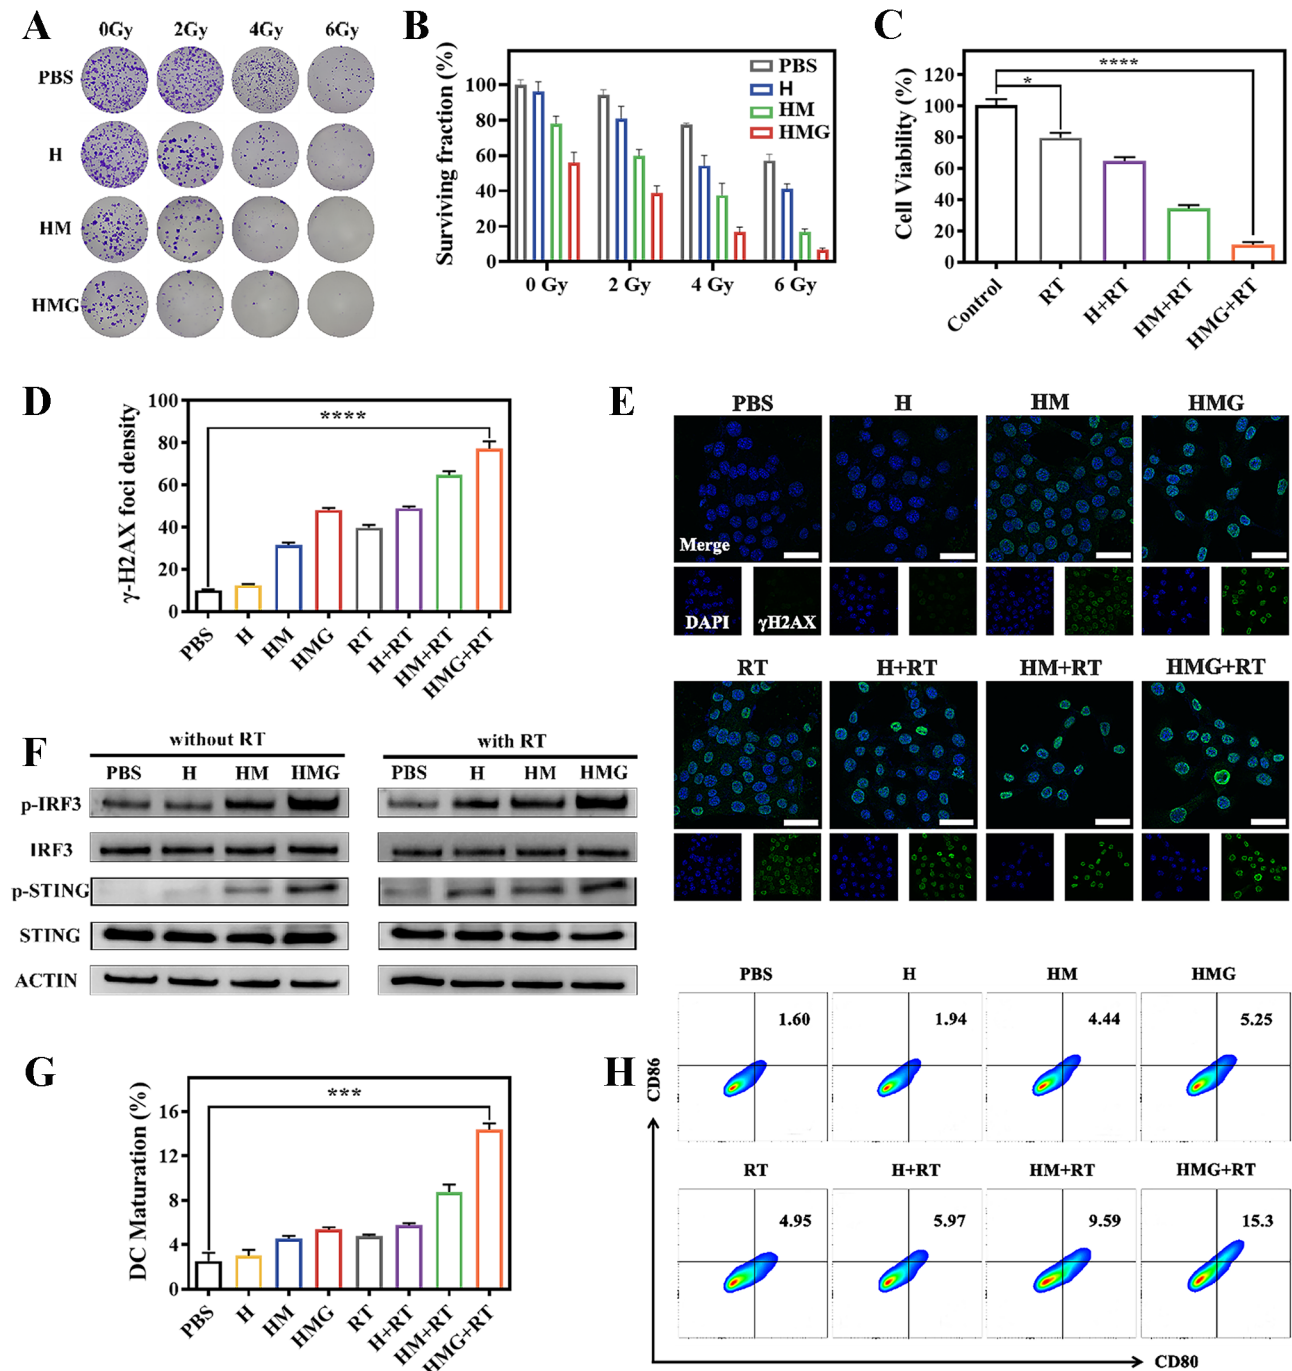 A
0Gy 2Gy 4Gy 6Gy
PBS
H
HM
HMG
B
Surviving fraction (%)
100
80
60
40
20
0
PBS
H
HM
HMG
0 Gy 2 Gy 4 Gy 6 Gy
C
Cell Viability (%)
120
100
80
60
40
20
0
****
*
Control RT H+RT HM+RT HMG+RT
D
γ-H2AX foci density
100
80
60
40
20
0
****
PBS H HM HMG RT H+RT HM+RT HMG+RT
E
PBS H HM HMG
Merge
DAPI γH2AX
RT H+RT HM+RT HMG+RT
F
without RT with RT
PBS H HM HMG PBS H HM HMG
p-IRF3
IRF3
p-STING
STING
ACTIN
G
DC Maturation (%)
16
12
8
4
0
***
PBS H HM HMG RT H+RT HM+RT HMG+RT
H
PBS H HM HMG
1.60 1.94 4.44 5.25
RT H+RT HM+RT HMG+RT
4.95 5.97 9.59 15.3
CD86
CD80